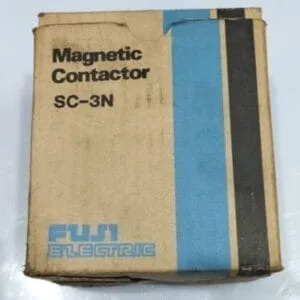 Magnetic
Contactor
SC-3N
FUJI
ELECTRIC